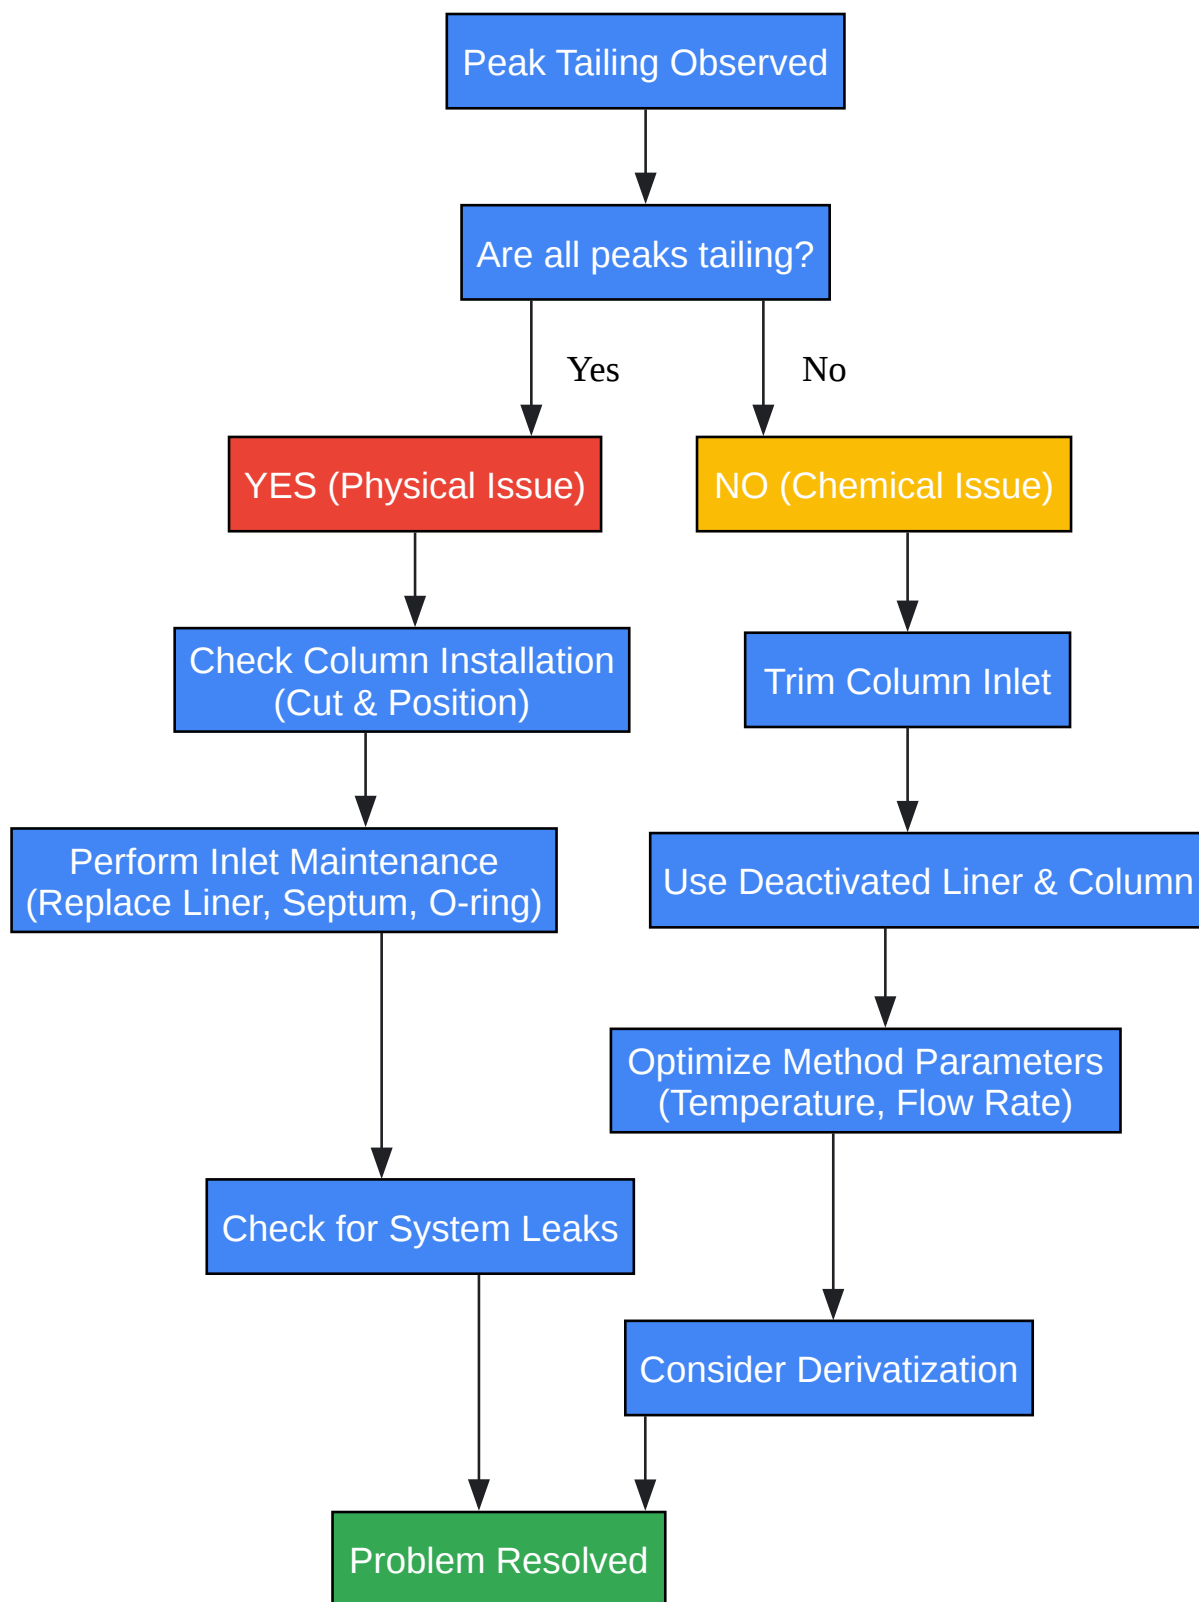 Peak Tailing Observed
Are all peaks tailing?
Yes
No
YES (Physical Issue)
NO (Chemical Issue)
Check Column Installation
(Cut & Position)
Trim Column Inlet
Perform Inlet Maintenance
(Replace Liner, Septum, O-ring)
Use Deactivated Liner & Column
Optimize Method Parameters
(Temperature, Flow Rate)
Check for System Leaks
Consider Derivatization
Problem Resolved